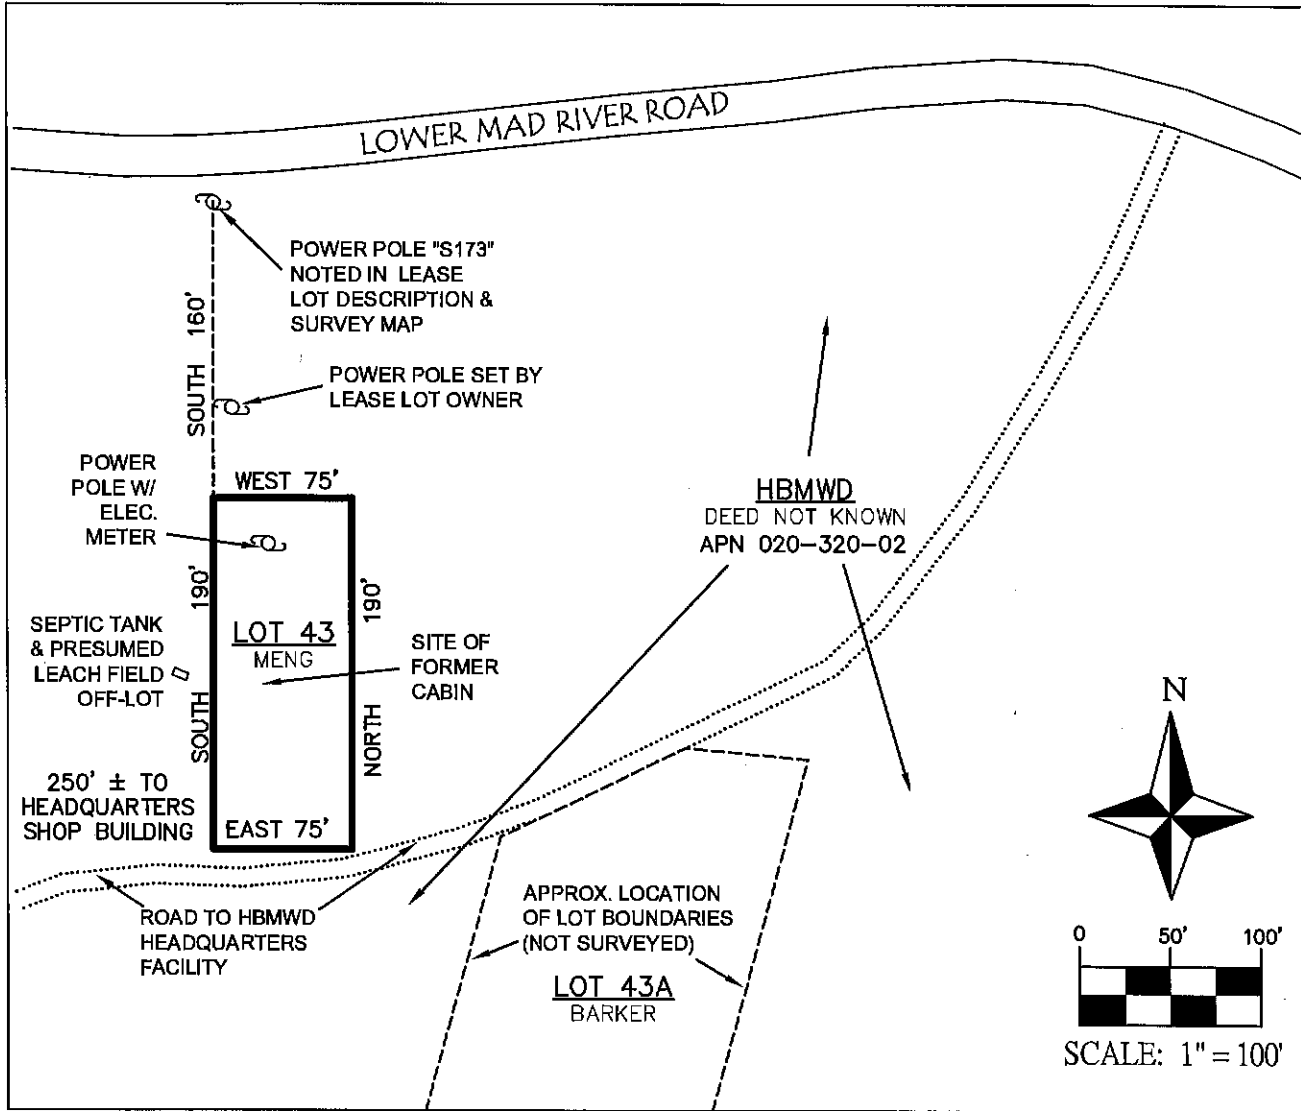 LOWER MAD RIVER ROAD
POWER POLE "S173"
NOTED IN LEASE
LOT DESCRIPTION &
SURVEY MAP
SOUTH 160'
POWER POLE SET BY
LEASE LOT OWNER
POWER
POLE W/
ELEC.
METER
WEST 75'
HBMWD
DEED NOT KNOWN
APN 020-320-02
SOUTH 190'
NORTH 190'
LOT 43
MENG
SEPTIC TANK
& PRESUMED
LEACH FIELD
OFF-LOT
SITE OF
FORMER
CABIN
250' ± TO
HEADQUARTERS
SHOP BUILDING
EAST 75'
ROAD TO HBMWD
HEADQUARTERS
FACILITY
APPROX. LOCATION
OF LOT BOUNDARIES
(NOT SURVEYED)
LOT 43A
BARKER
N
0 50' 100'
SCALE: 1" = 100'